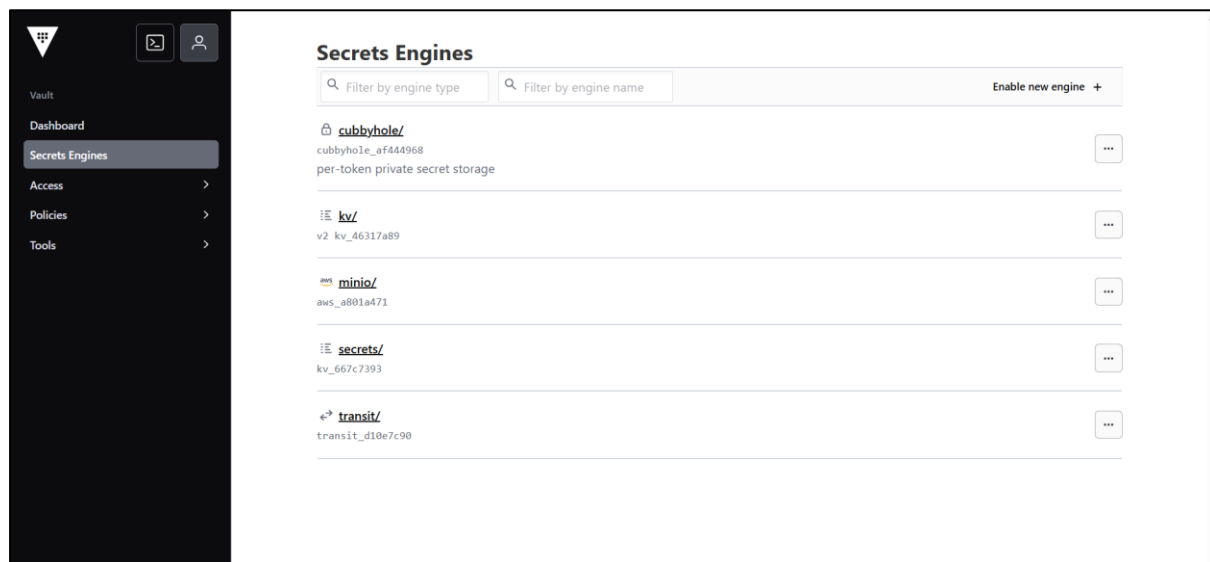 Vault
Dashboard
Secrets Engines
Access
Policies
Tools
Secrets Engines
Filter by engine type
Filter by engine name
Enable new engine +
cubbyhole/
cubbyhole_af444968
per-token private secret storage
kv/
v2 kv_46317a89
aws minio/
aws_a801a471
secrets/
kv_667c7393
transit/
transit_d10e7c90